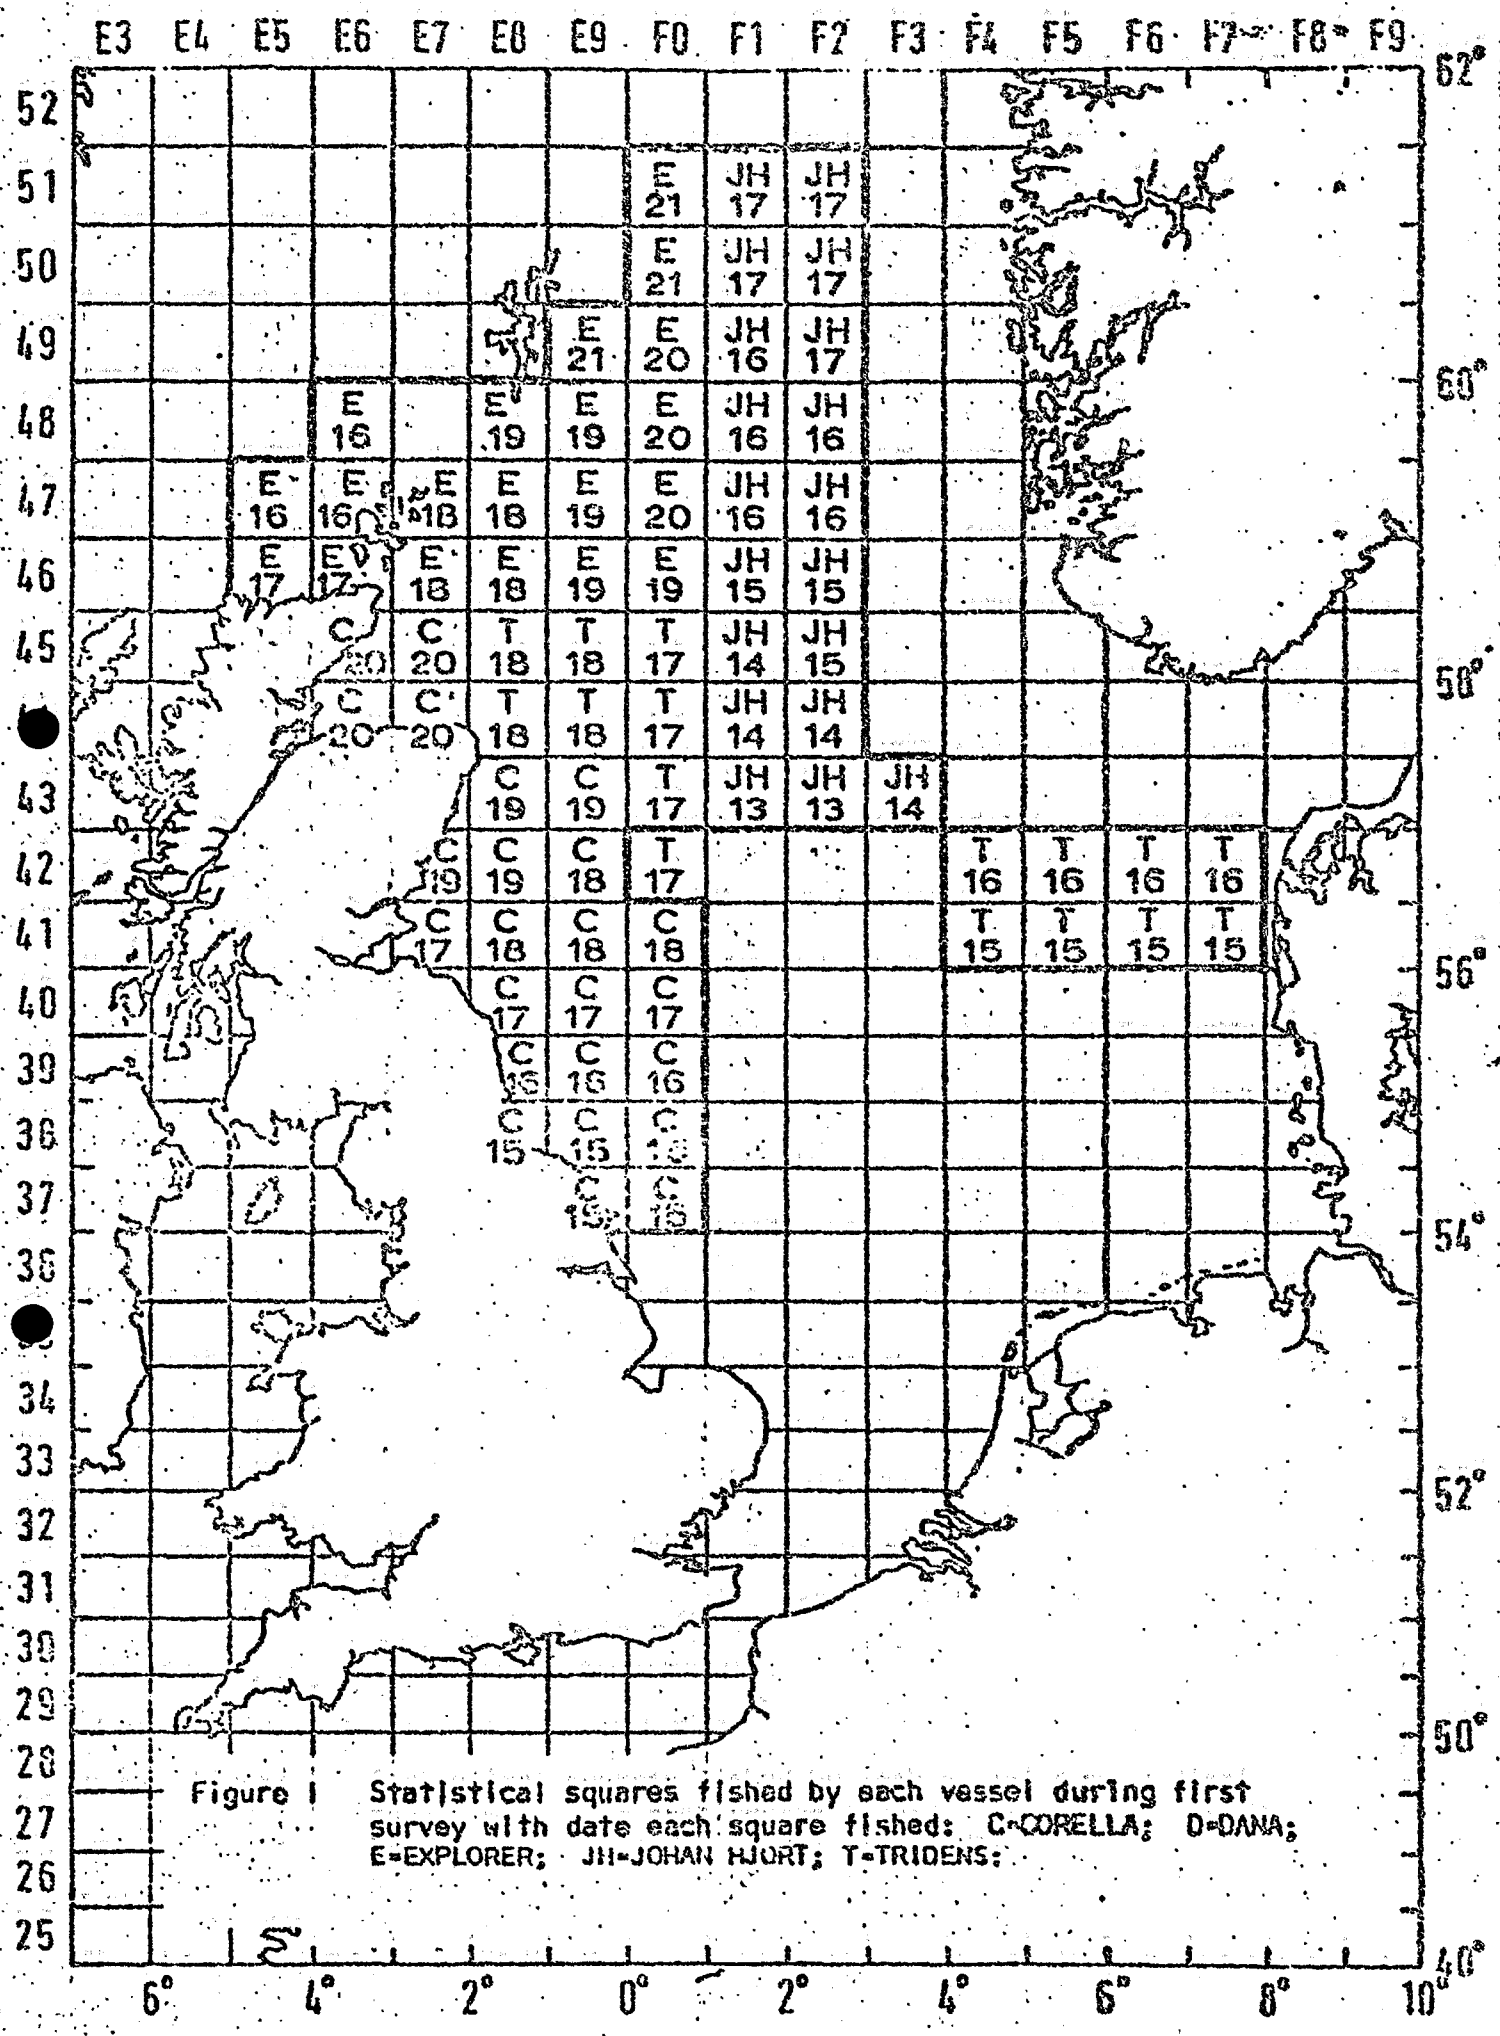 E3 E4 E5 E6 E7 E8 E9 F0 F1 F2 F3 F4 F5 F6 F7 F8 F9
62°
52
51 E JH JH
21 17 17
50 E JH JH
21 17 17
49 E E JH JH
21 20 16 17
60°
48 E E E E JH JH
16 19 19 20 16 16
47 E E E E E E JH JH
16 16 18 18 19 20 16 16
46 E E E E E E JH JH
17 17 18 18 19 19 15 15
45 C C T T T JH JH
20 20 18 18 17 14 15
58°
C C T T T JH JH
20 20 18 18 17 14 14
43 C C T JH JH JH
19 19 17 13 13 14
42 C C C T T T T T
19 19 18 17 16 16 16 16
41 C C C C T T T T
17 18 18 18 15 15 15 15
56°
40 C C C
17 17 17
39 C C C
16 16 16
38 C C C
15 15
37 C C
54°
36
34
33
52°
32
31
30
29
50°
28
Figure 1 Statistical squares fished by each vessel during first
27 survey with date each square fished: C=CORELLA; D=DANA;
E=EXPLORER; JH=JOHAN HJORT; T=TRIDENS;
26
25
6° 4° 2° 0° 2° 4° 6° 8° 10°